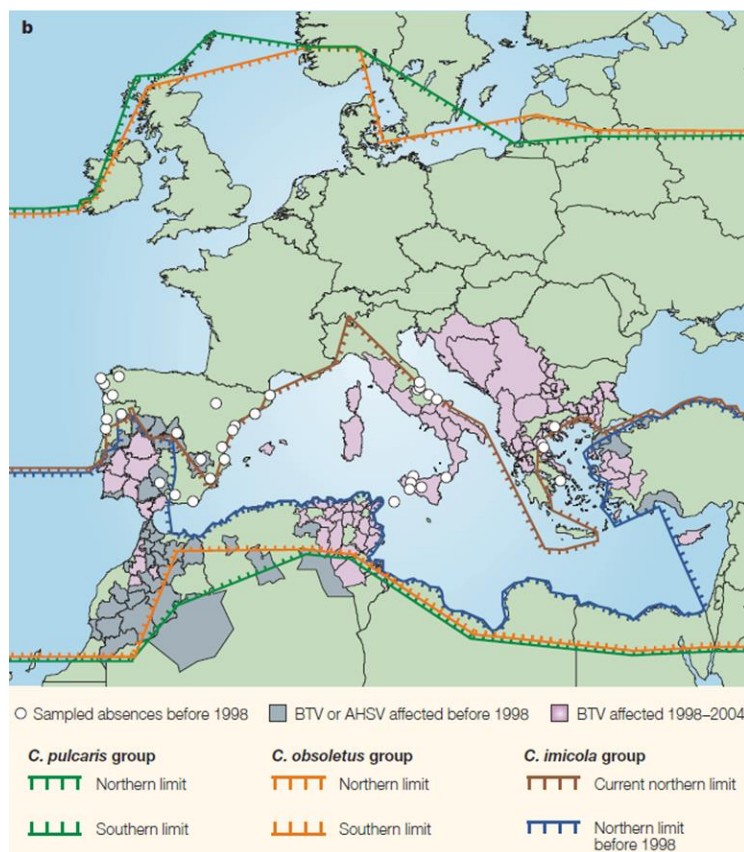 b
Sampled absences before 1998
BTV or AHSV affected before 1998
BTV affected 1998–2004
C. pulcaris group
C. obsoletus group
C. imicola group
Northern limit
Northern limit
Current northern limit
Southern limit
Southern limit
Northern limit
before 1998